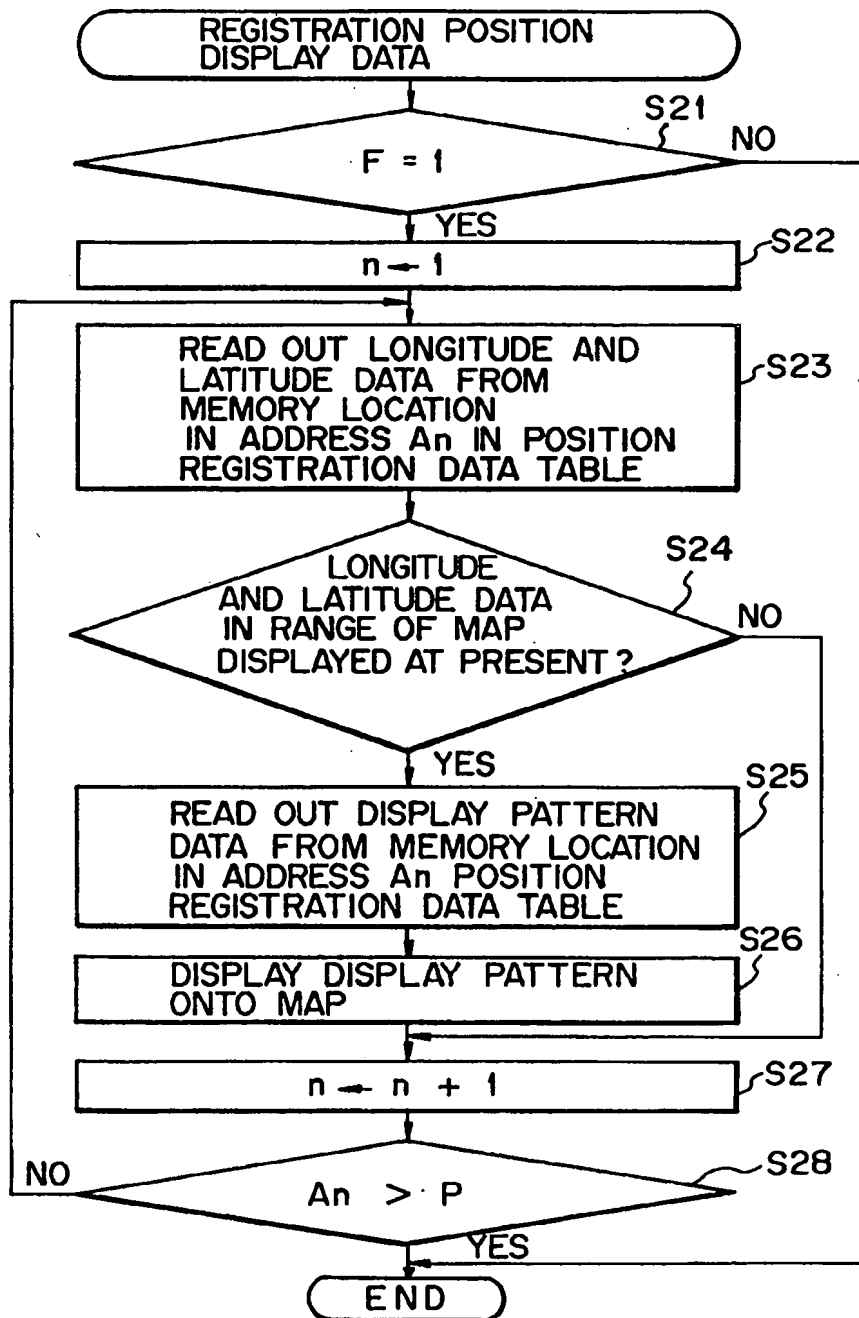 REGISTRATION POSITION
DISPLAY DATA
S21
F = 1
NO
YES
S22
n ← 1
READ OUT LONGITUDE AND
LATITUDE DATA FROM
MEMORY LOCATION
IN ADDRESS An IN POSITION
REGISTRATION DATA TABLE
S23
LONGITUDE
AND LATITUDE DATA
IN RANGE OF MAP
DISPLAYED AT PRESENT?
S24
NO
YES
S25
READ OUT DISPLAY PATTERN
DATA FROM MEMORY LOCATION
IN ADDRESS An POSITION
REGISTRATION DATA TABLE
S26
DISPLAY DISPLAY PATTERN
ONTO MAP
S27
n ← n + 1
S28
NO
An > P
YES
END